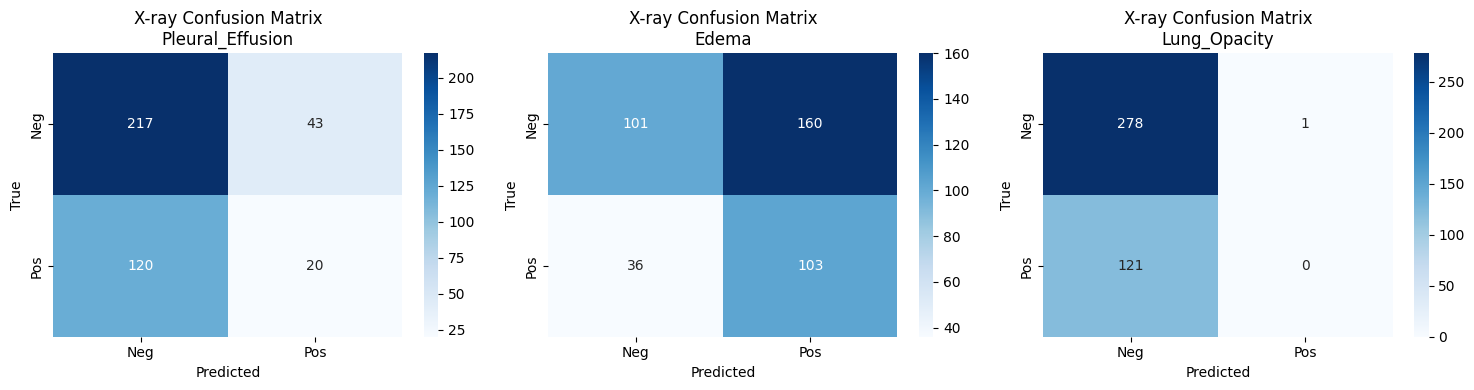 X-ray Confusion Matrix
Pleural_Effusion
Neg
Pos
True
217
43
120
20
Neg
Pos
Predicted
200
175
150
125
100
75
50
25
X-ray Confusion Matrix
Edema
Neg
Pos
True
101
160
36
103
Neg
Pos
Predicted
160
140
120
100
80
60
40
X-ray Confusion Matrix
Lung_Opacity
Neg
Pos
True
278
1
121
0
Neg
Pos
Predicted
250
200
150
100
50
0